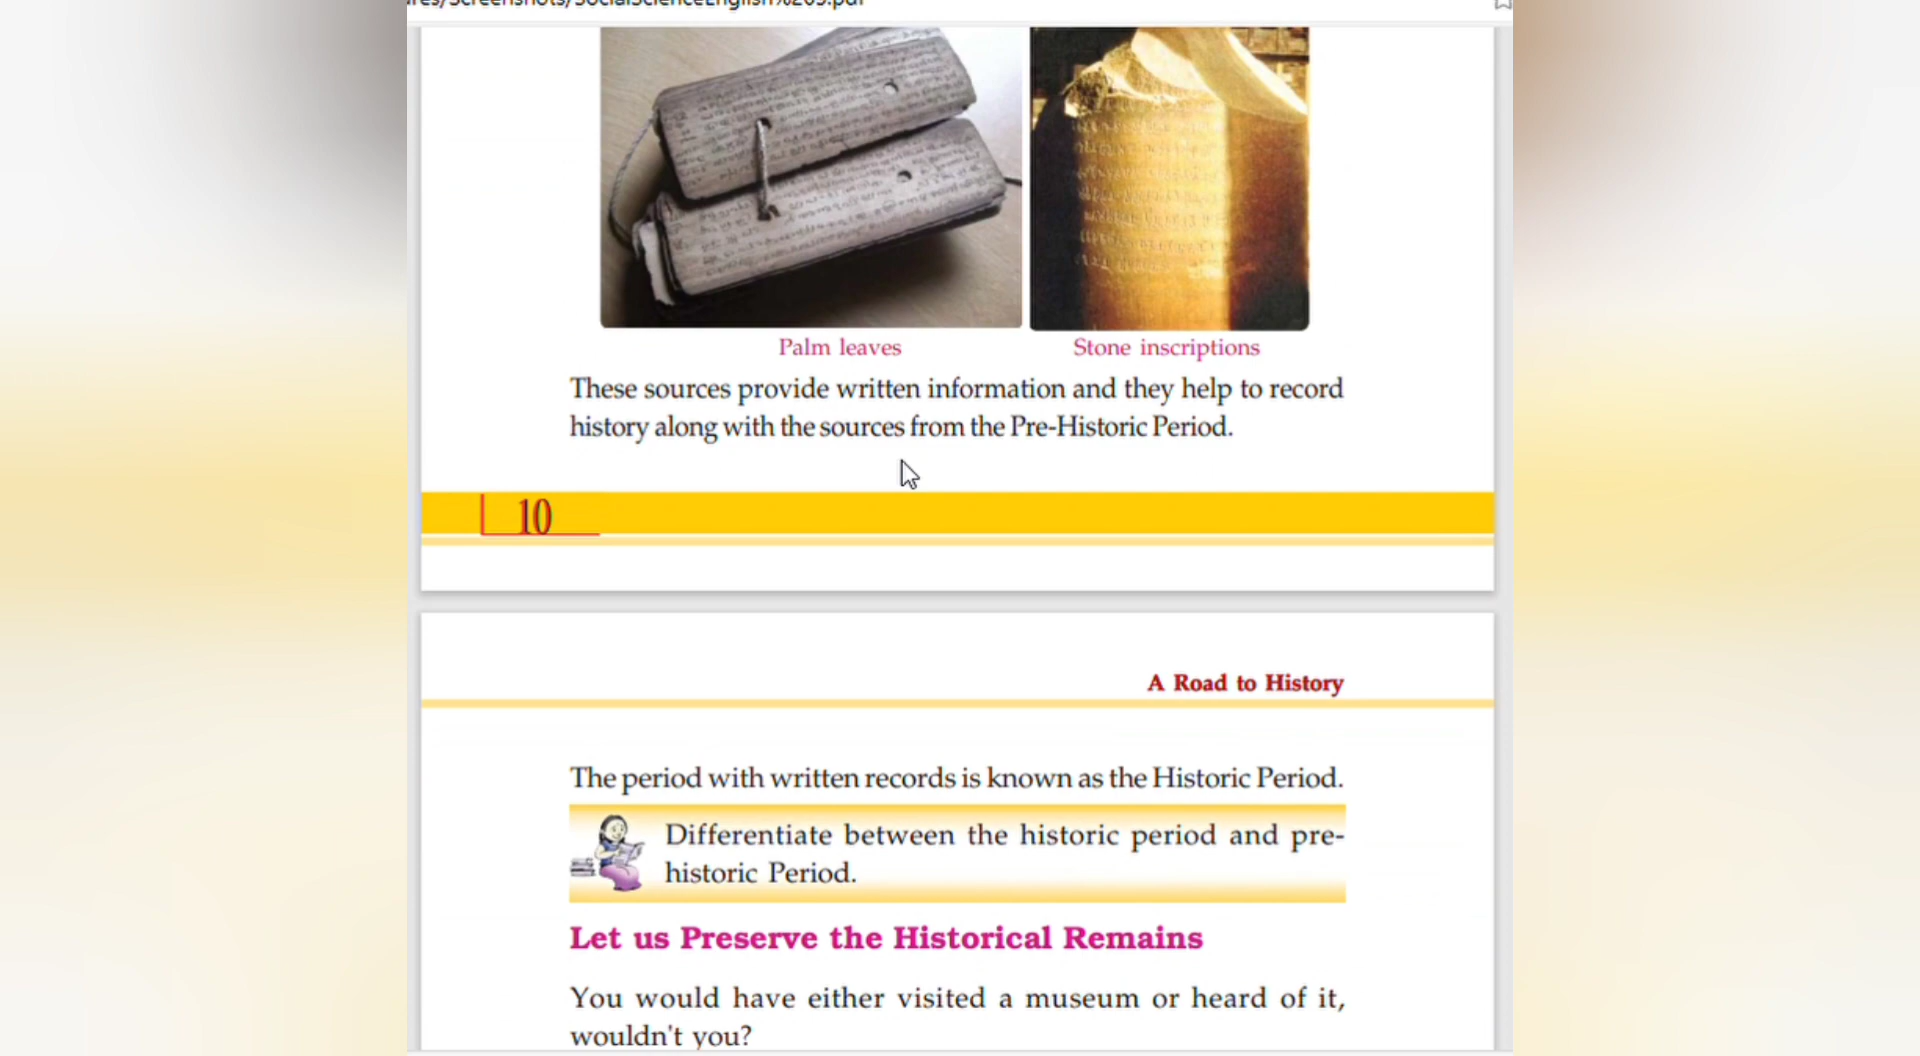 Palm leaves
Stone inscriptions
These sources provide written information and they help to record
history along with the sources from the Pre-Historic Period.
10
A Road to History
The period with written records is known as the Historic Period.
Differentiate between the historic period and pre-
historic Period.
Let us Preserve the Historical Remains
You would have either visited a museum or heard of it,
wouldn't you?